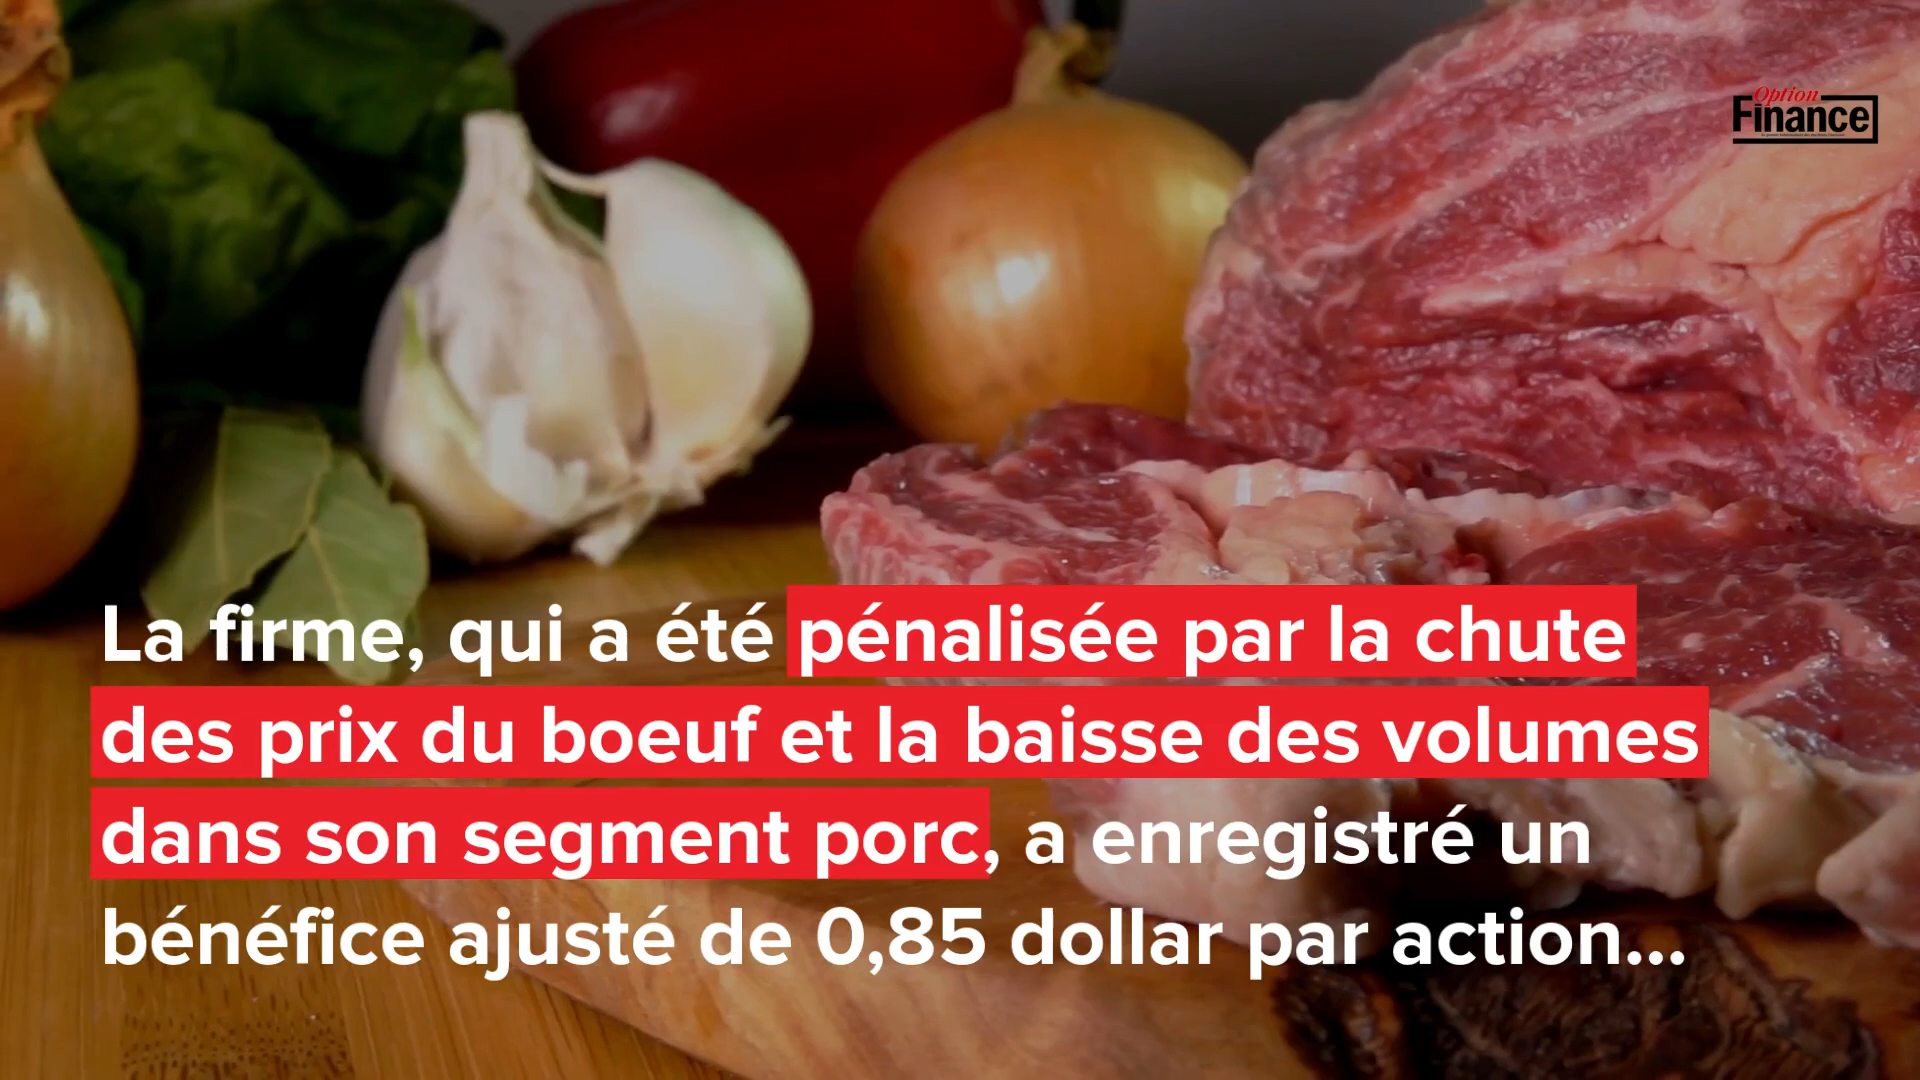 Option
Finance
La firme, qui a été pénalisée par la chute
des prix du boeuf et la baisse des volumes
dans son segment porc, a enregistré un
bénéfice ajusté de 0,85 dollar par action...